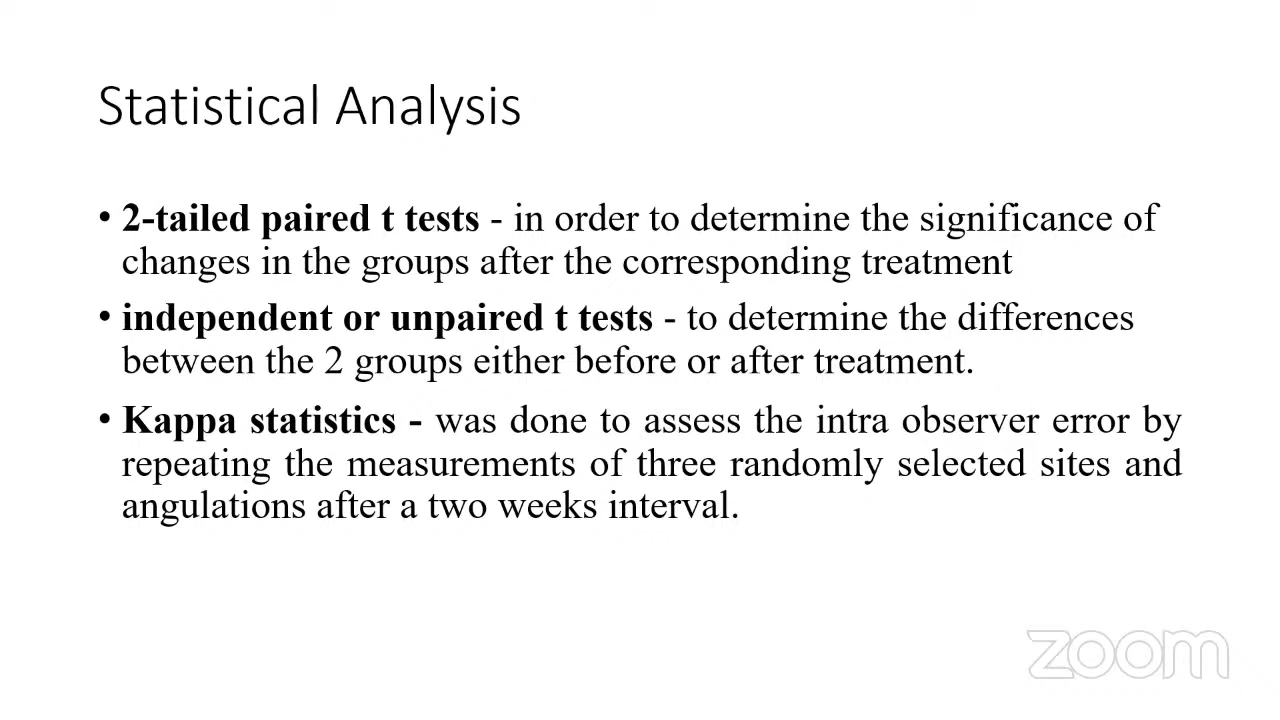 Statistical Analysis
• 2-tailed paired t tests - in order to determine the significance of
changes in the groups after the corresponding treatment
• independent or unpaired t tests - to determine the differences
between the 2 groups either before or after treatment.
• Kappa statistics - was done to assess the intra observer error by
repeating the measurements of three randomly selected sites and
angulations after a two weeks interval.
zoom